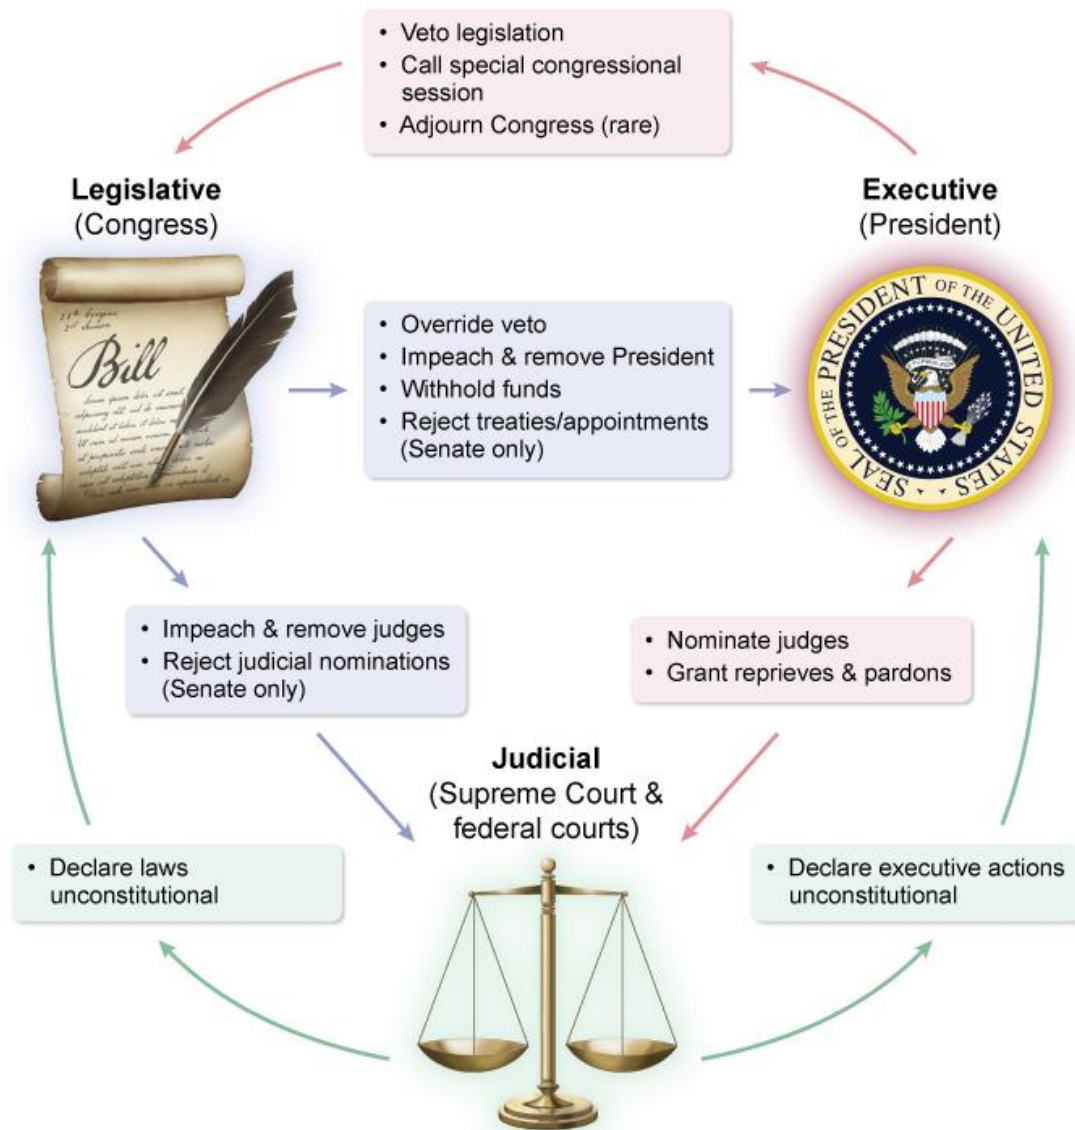 • Veto legislation
• Call special congressional
session
• Adjourn Congress (rare)
Legislative
(Congress)
Executive
(President)
Bill
• Override veto
• Impeach & remove President
• Withhold funds
• Reject treaties/appointments
(Senate only)
SEAL OF THE PRESIDENT OF THE UNITED STATES
• Impeach & remove judges
• Reject judicial nominations
(Senate only)
• Nominate judges
• Grant reprieves & pardons
Judicial
(Supreme Court &
federal courts)
• Declare laws
unconstitutional
• Declare executive actions
unconstitutional